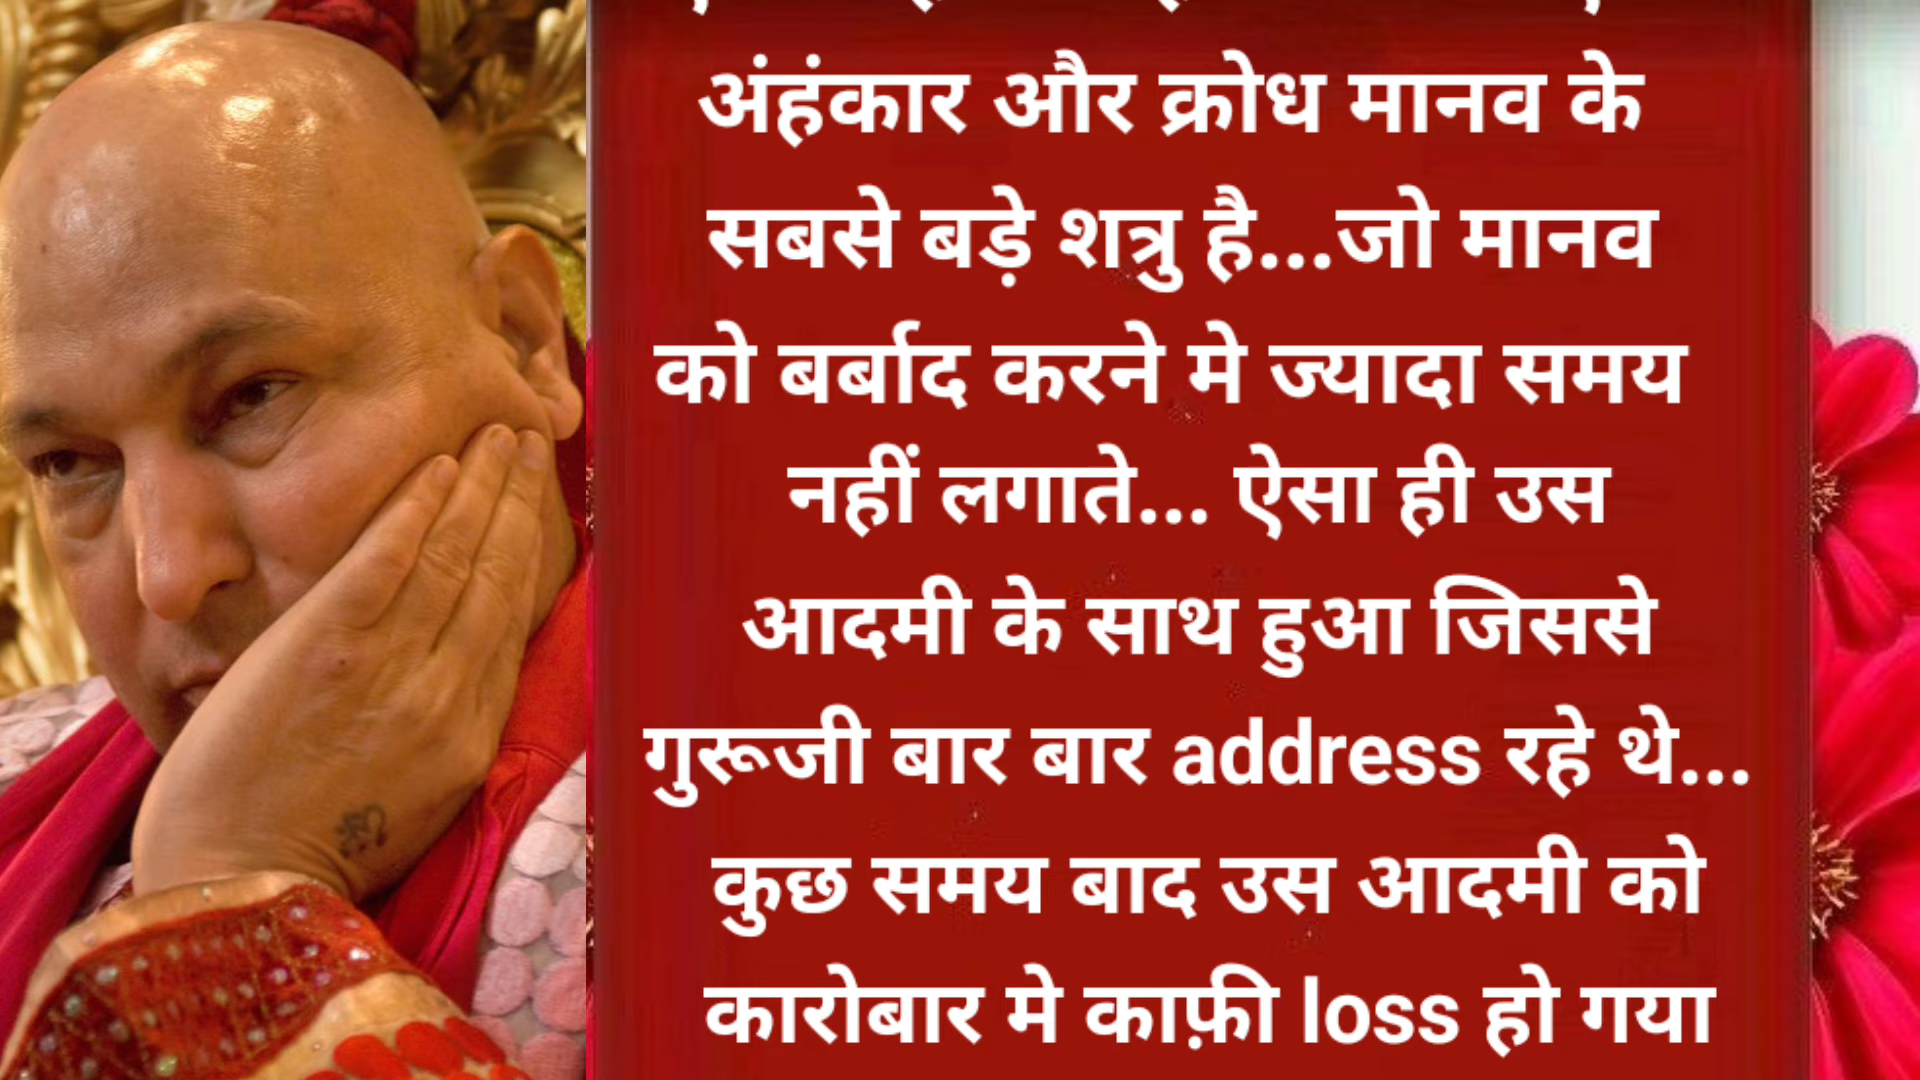 अंहंकार और क्रोध मानव के
सबसे बड़े शत्रु है...जो मानव
को बर्बाद करने मे ज्यादा समय
नहीं लगाते... ऐसा ही उस
आदमी के साथ हुआ जिससे
गुरूजी बार बार address रहे थे...
कुछ समय बाद उस आदमी को
कारोबार मे काफ़ी loss हो गया